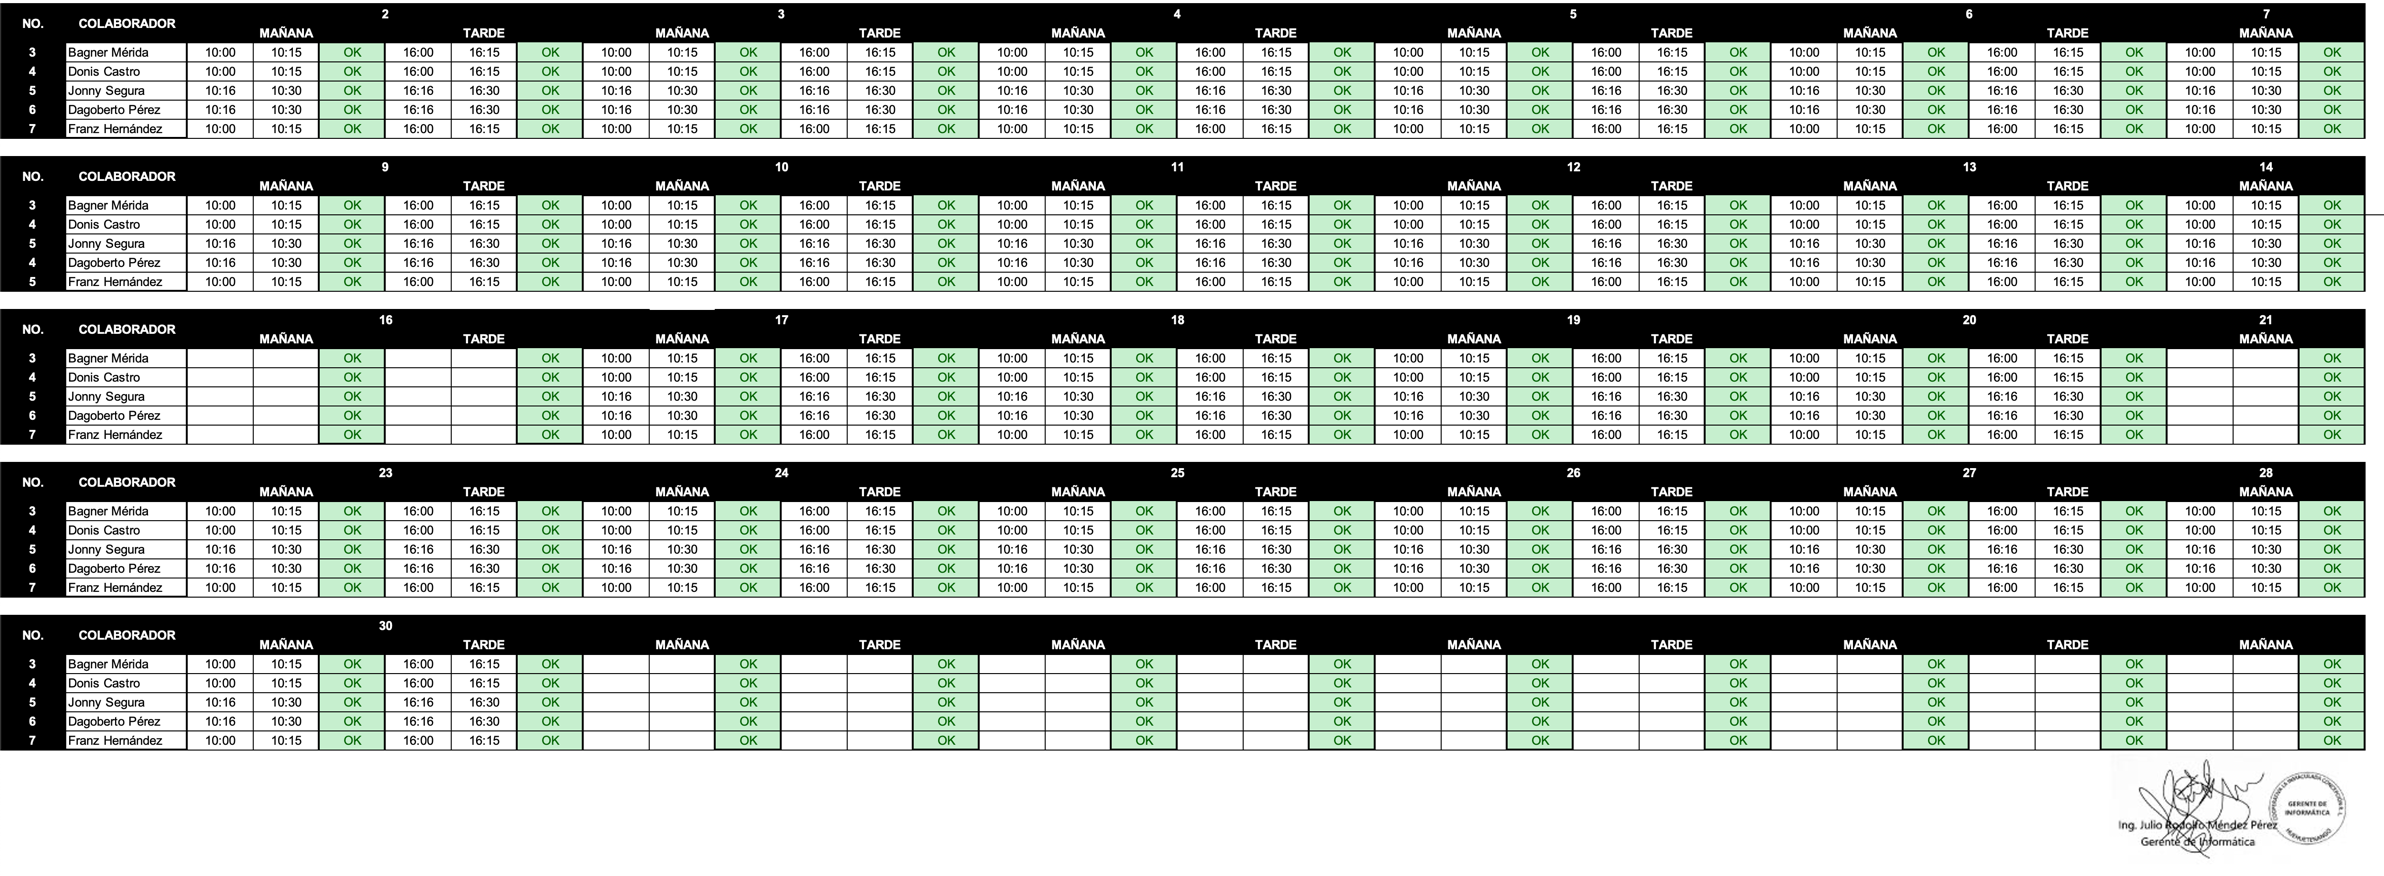 2 3 4 5 6 7
NO. COLABORADOR
MAÑANA TARDE MAÑANA TARDE MAÑANA TARDE MAÑANA TARDE MAÑANA TARDE MAÑANA
3 Bagner Mérida 10:00 10:15 OK 16:00 16:15 OK 10:00 10:15 OK 16:00 16:15 OK 10:00 10:15 OK 16:00 16:15 OK 10:00 10:15 OK 16:00 16:15 OK 10:00 10:15 OK 16:00 16:15 OK 10:00 10:15 OK
4 Donis Castro 10:00 10:15 OK 16:00 16:15 OK 10:00 10:15 OK 16:00 16:15 OK 10:00 10:15 OK 16:00 16:15 OK 10:00 10:15 OK 16:00 16:15 OK 10:00 10:15 OK 16:00 16:15 OK 10:00 10:15 OK
5 Jonny Segura 10:16 10:30 OK 16:16 16:30 OK 10:16 10:30 OK 16:16 16:30 OK 10:16 10:30 OK 16:16 16:30 OK 10:16 10:30 OK 16:16 16:30 OK 10:16 10:30 OK 16:16 16:30 OK 10:16 10:30 OK
6 Dagoberto Pérez 10:16 10:30 OK 16:16 16:30 OK 10:16 10:30 OK 16:16 16:30 OK 10:16 10:30 OK 16:16 16:30 OK 10:16 10:30 OK 16:16 16:30 OK 10:16 10:30 OK 16:16 16:30 OK 10:16 10:30 OK
7 Franz Hernández 10:00 10:15 OK 16:00 16:15 OK 10:00 10:15 OK 16:00 16:15 OK 10:00 10:15 OK 16:00 16:15 OK 10:00 10:15 OK 16:00 16:15 OK 10:00 10:15 OK 16:00 16:15 OK 10:00 10:15 OK
9 10 11 12 13 14
NO. COLABORADOR
MAÑANA TARDE MAÑANA TARDE MAÑANA TARDE MAÑANA TARDE MAÑANA TARDE MAÑANA
3 Bagner Mérida 10:00 10:15 OK 16:00 16:15 OK 10:00 10:15 OK 16:00 16:15 OK 10:00 10:15 OK 16:00 16:15 OK 10:00 10:15 OK 16:00 16:15 OK 10:00 10:15 OK 16:00 16:15 OK 10:00 10:15 OK
4 Donis Castro 10:00 10:15 OK 16:00 16:15 OK 10:00 10:15 OK 16:00 16:15 OK 10:00 10:15 OK 16:00 16:15 OK 10:00 10:15 OK 16:00 16:15 OK 10:00 10:15 OK 16:00 16:15 OK 10:00 10:15 OK
5 Jonny Segura 10:16 10:30 OK 16:16 16:30 OK 10:16 10:30 OK 16:16 16:30 OK 10:16 10:30 OK 16:16 16:30 OK 10:16 10:30 OK 16:16 16:30 OK 10:16 10:30 OK 16:16 16:30 OK 10:16 10:30 OK
4 Dagoberto Pérez 10:16 10:30 OK 16:16 16:30 OK 10:16 10:30 OK 16:16 16:30 OK 10:16 10:30 OK 16:16 16:30 OK 10:16 10:30 OK 16:16 16:30 OK 10:16 10:30 OK 16:16 16:30 OK 10:16 10:30 OK
5 Franz Hernández 10:00 10:15 OK 16:00 16:15 OK 10:00 10:15 OK 16:00 16:15 OK 10:00 10:15 OK 16:00 16:15 OK 10:00 10:15 OK 16:00 16:15 OK 10:00 10:15 OK 16:00 16:15 OK 10:00 10:15 OK
16 17 18 19 20 21
NO. COLABORADOR
MAÑANA TARDE MAÑANA TARDE MAÑANA TARDE MAÑANA TARDE MAÑANA TARDE MAÑANA
3 Bagner Mérida OK OK 10:00 10:15 OK 16:00 16:15 OK 10:00 10:15 OK 16:00 16:15 OK 10:00 10:15 OK 16:00 16:15 OK 10:00 10:15 OK 16:00 16:15 OK OK
4 Donis Castro OK OK 10:00 10:15 OK 16:00 16:15 OK 10:00 10:15 OK 16:00 16:15 OK 10:00 10:15 OK 16:00 16:15 OK 10:00 10:15 OK 16:00 16:15 OK OK
5 Jonny Segura OK OK 10:16 10:30 OK 16:16 16:30 OK 10:16 10:30 OK 16:16 16:30 OK 10:16 10:30 OK 16:16 16:30 OK 10:16 10:30 OK 16:16 16:30 OK OK
6 Dagoberto Pérez OK OK 10:16 10:30 OK 16:16 16:30 OK 10:16 10:30 OK 16:16 16:30 OK 10:16 10:30 OK 16:16 16:30 OK 10:16 10:30 OK 16:16 16:30 OK OK
7 Franz Hernández OK OK 10:00 10:15 OK 16:00 16:15 OK 10:00 10:15 OK 16:00 16:15 OK 10:00 10:15 OK 16:00 16:15 OK 10:00 10:15 OK 16:00 16:15 OK OK
23 24 25 26 27 28
NO. COLABORADOR
MAÑANA TARDE MAÑANA TARDE MAÑANA TARDE MAÑANA TARDE MAÑANA TARDE MAÑANA
3 Bagner Mérida 10:00 10:15 OK 16:00 16:15 OK 10:00 10:15 OK 16:00 16:15 OK 10:00 10:15 OK 16:00 16:15 OK 10:00 10:15 OK 16:00 16:15 OK 10:00 10:15 OK 16:00 16:15 OK 10:00 10:15 OK
4 Donis Castro 10:00 10:15 OK 16:00 16:15 OK 10:00 10:15 OK 16:00 16:15 OK 10:00 10:15 OK 16:00 16:15 OK 10:00 10:15 OK 16:00 16:15 OK 10:00 10:15 OK 16:00 16:15 OK 10:00 10:15 OK
5 Jonny Segura 10:16 10:30 OK 16:16 16:30 OK 10:16 10:30 OK 16:16 16:30 OK 10:16 10:30 OK 16:16 16:30 OK 10:16 10:30 OK 16:16 16:30 OK 10:16 10:30 OK 16:16 16:30 OK 10:16 10:30 OK
6 Dagoberto Pérez 10:16 10:30 OK 16:16 16:30 OK 10:16 10:30 OK 16:16 16:30 OK 10:16 10:30 OK 16:16 16:30 OK 10:16 10:30 OK 16:16 16:30 OK 10:16 10:30 OK 16:16 16:30 OK 10:16 10:30 OK
7 Franz Hernández 10:00 10:15 OK 16:00 16:15 OK 10:00 10:15 OK 16:00 16:15 OK 10:00 10:15 OK 16:00 16:15 OK 10:00 10:15 OK 16:00 16:15 OK 10:00 10:15 OK 16:00 16:15 OK 10:00 10:15 OK
30
NO. COLABORADOR
MAÑANA TARDE MAÑANA TARDE MAÑANA TARDE MAÑANA TARDE MAÑANA TARDE MAÑANA
3 Bagner Mérida 10:00 10:15 OK 16:00 16:15 OK OK OK OK OK OK OK OK OK OK
4 Donis Castro 10:00 10:15 OK 16:00 16:15 OK OK OK OK OK OK OK OK OK OK
5 Jonny Segura 10:16 10:30 OK 16:16 16:30 OK OK OK OK OK OK OK OK OK OK
6 Dagoberto Pérez 10:16 10:30 OK 16:16 16:30 OK OK OK OK OK OK OK OK OK OK
7 Franz Hernández 10:00 10:15 OK 16:00 16:15 OK OK OK OK OK OK OK OK OK OK
COOPERATIVA LA INMACULADA CONCEPCIÓN R. L.
GERENTE DE
INFORMÁTICA
HUEHUETENANGO
Ing. Julio Rodolfo Méndez Pérez
Gerente de Informática